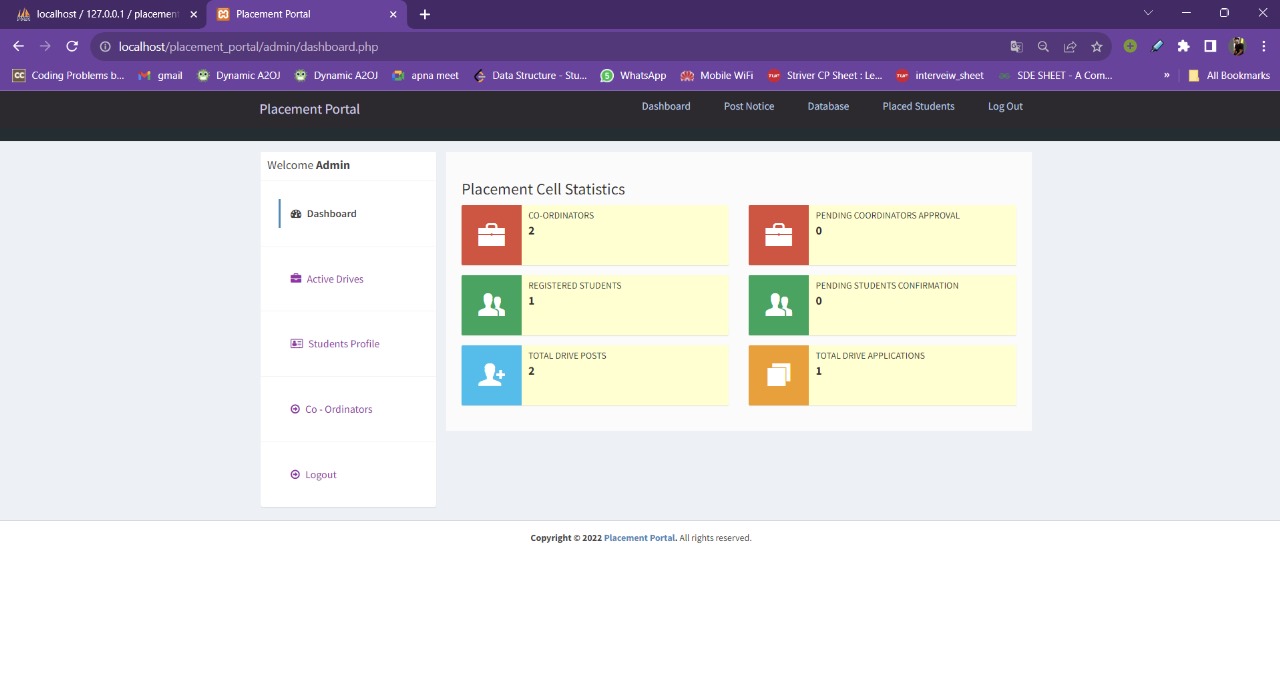 localhost / 127.0.0.1 / placement
Placement Portal
localhost/placement_portal/admin/dashboard.php
CC Coding Problems b... gmail Dynamic A2OJ Dynamic A2OJ apna meet Data Structure - Stu... 5 WhatsApp Mobile WiFi TUF Striver CP Sheet : Le... TUF interveiw_sheet SDE SHEET - A Com... » All Bookmarks
Placement Portal
Dashboard Post Notice Database Placed Students Log Out
Welcome Admin
Dashboard
Active Drives
Students Profile
Co - Ordinators
Logout
Placement Cell Statistics
CO-ORDINATORS
2
PENDING COORDINATORS APPROVAL
0
REGISTERED STUDENTS
1
PENDING STUDENTS CONFIRMATION
0
TOTAL DRIVE POSTS
2
TOTAL DRIVE APPLICATIONS
1
Copyright © 2022 Placement Portal. All rights reserved.